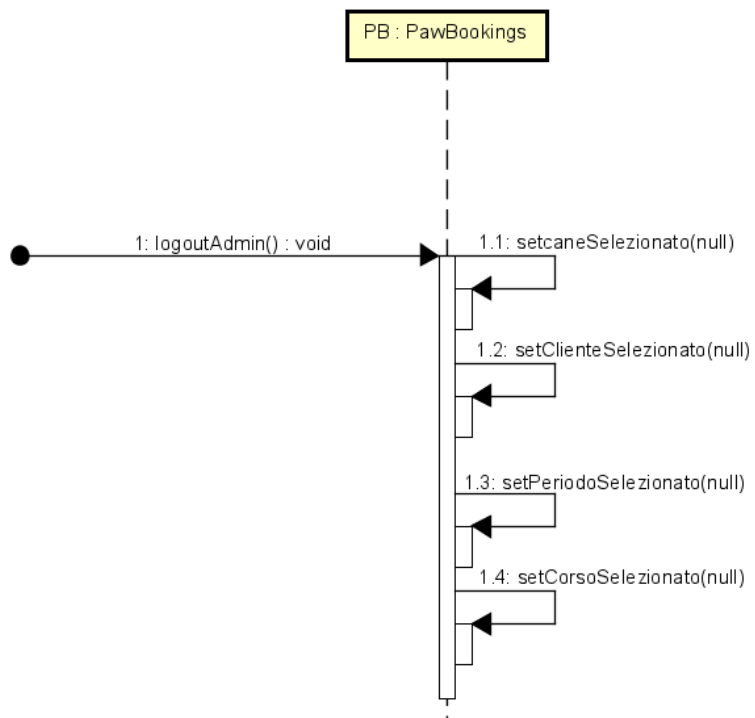 PB : PawBookings
1: logoutAdmin() : void
1.1: setcaneSelezionato(null)
1.2: setClienteSelezionato(null)
1.3: setPeriodoSelezionato(null)
1.4: setCorsoSelezionato(null)